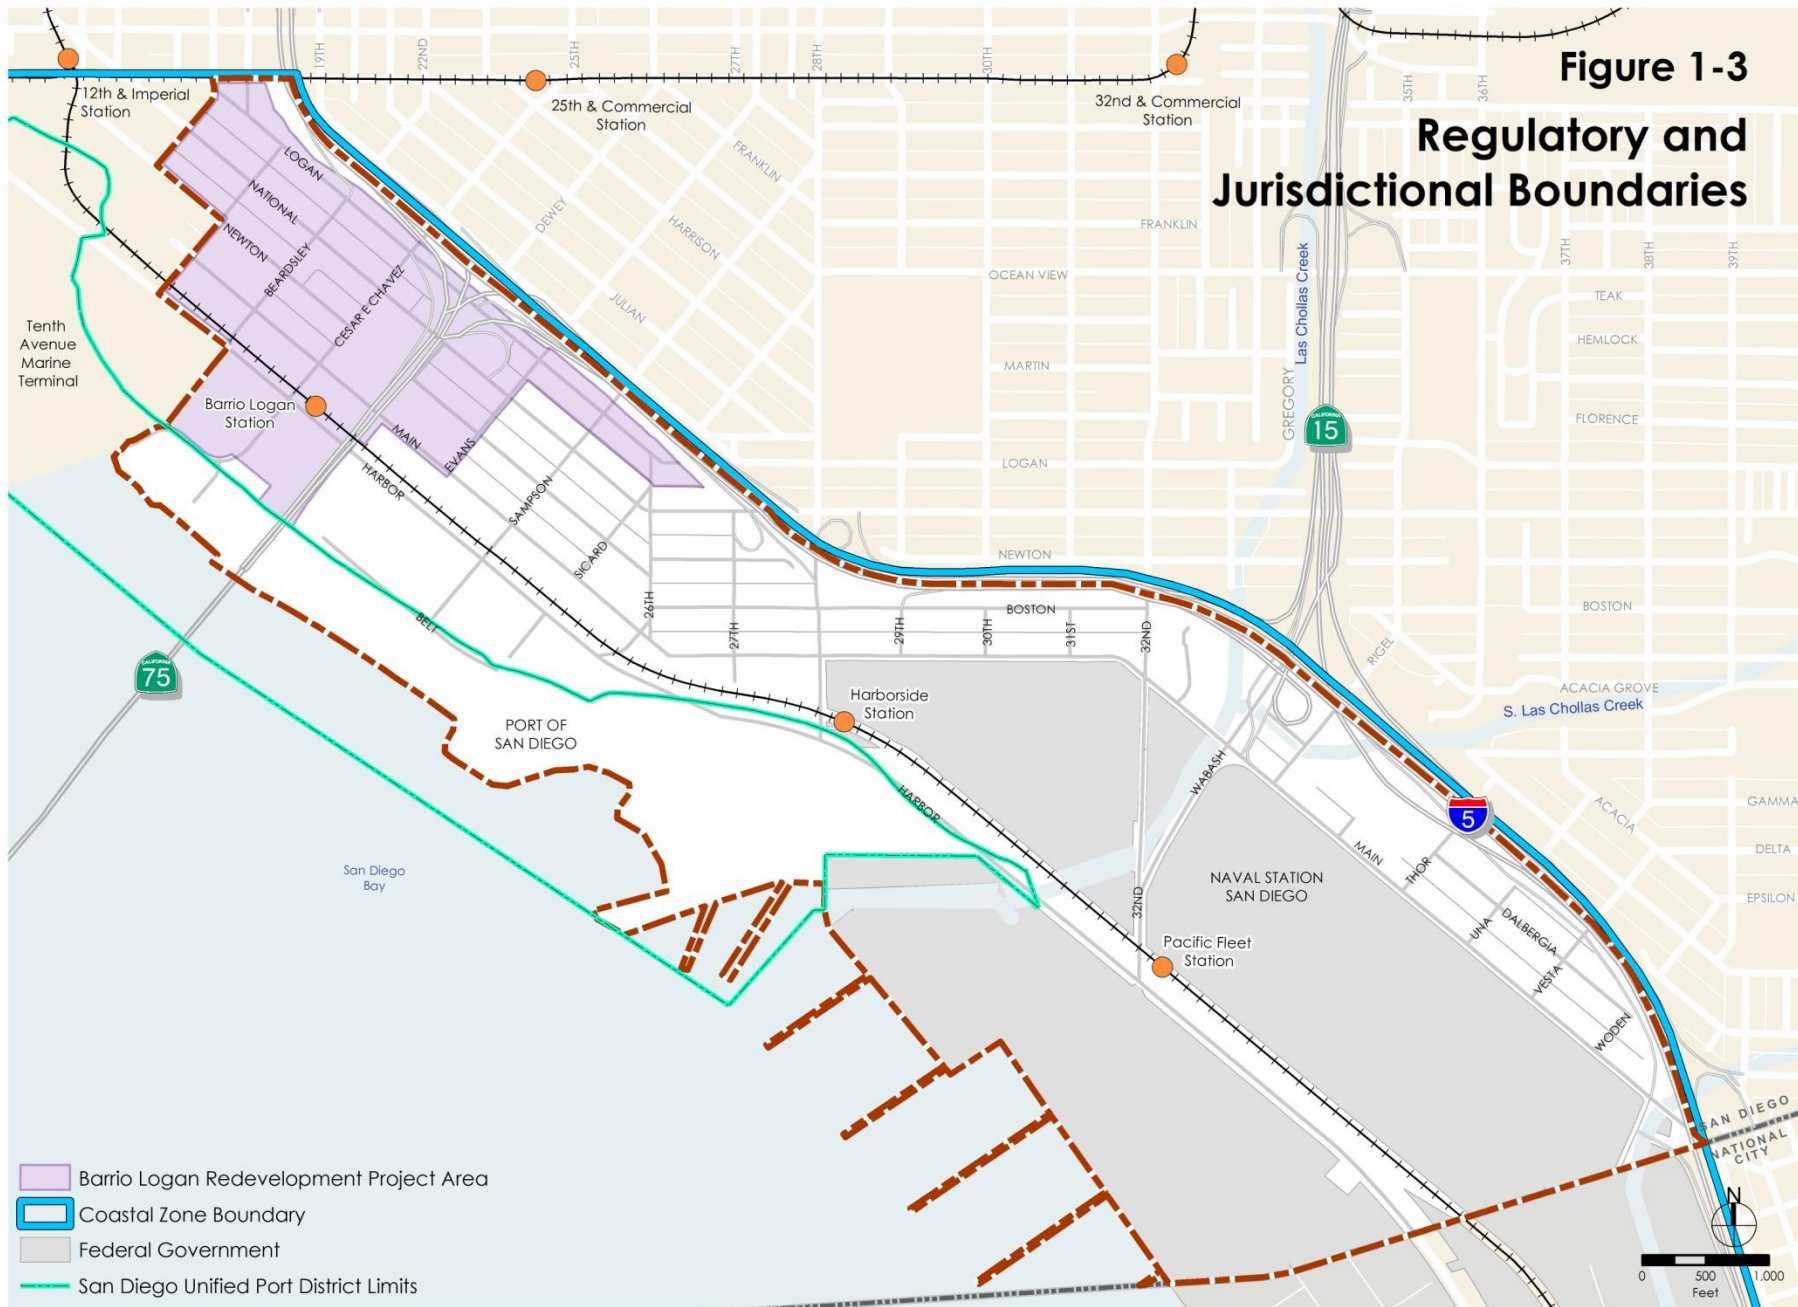 Figure 1-3
Regulatory and
Jurisdictional Boundaries
19TH
22ND
25TH
27TH
28TH
30TH
35TH
36TH
12th & Imperial
Station
25th & Commercial
Station
32nd & Commercial
Station
LOGAN
NATIONAL
NEWTON
BEARDSLEY
CESAR E CHAVEZ
FRANKLIN
DEWEY
HARRISON
JULIAN
FRANKLIN
OCEAN VIEW
Las Chollas Creek
37TH
38TH
39TH
TEAK
HEMLOCK
Tenth
Avenue
Marine
Terminal
MARTIN
GREGORY
CALIFORNIA
15
FLORENCE
Barrio Logan
Station
MAIN
EVANS
HARBOR
SAMPSON
SICARD
LOGAN
NEWTON
BOSTON
BOSTON
26TH
27TH
29TH
30TH
31ST
32ND
RIGEL
BELT
CALIFORNIA
75
ACACIA GROVE
S. Las Chollas Creek
Harborside
Station
PORT OF
SAN DIEGO
WABASH
HARBOR
5
ACACIA
GAMMA
DELTA
EPSILON
MAIN
THOR
San Diego
Bay
NAVAL STATION
SAN DIEGO
32ND
UNA
DALBERGIA
VESTA
WODEN
Pacific Fleet
Station
SAN DIEGO
NATIONAL
CITY
Barrio Logan Redevelopment Project Area
Coastal Zone Boundary
Federal Government
San Diego Unified Port District Limits
N
0 500 1,000
Feet